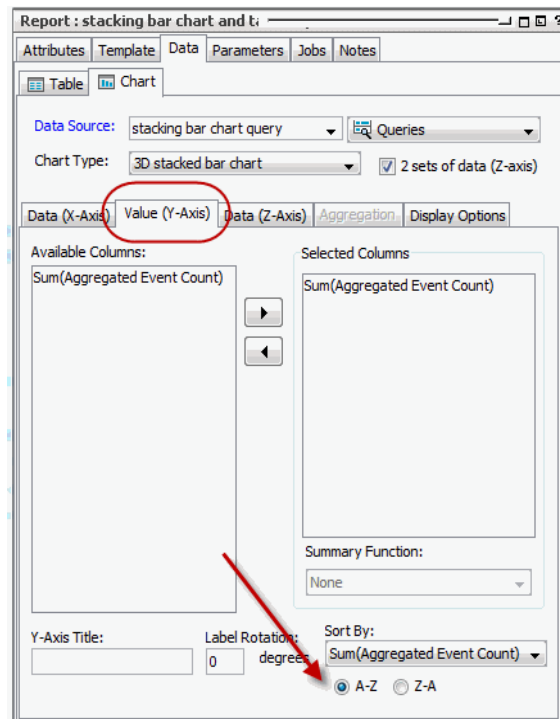 Report : stacking bar chart and ta
Attributes Template Data Parameters Jobs Notes
Table Chart
Data Source: stacking bar chart query Queries
Chart Type: 3D stacked bar chart 2 sets of data (Z-axis)
Data (X-Axis) Value (Y-Axis) Data (Z-Axis) Aggregation Display Options
Available Columns: Selected Columns
Sum(Aggregated Event Count) Sum(Aggregated Event Count)
Summary Function:
None
Y-Axis Title: Label Rotation: Sort By:
0 degrees Sum(Aggregated Event Count)
A-Z Z-A